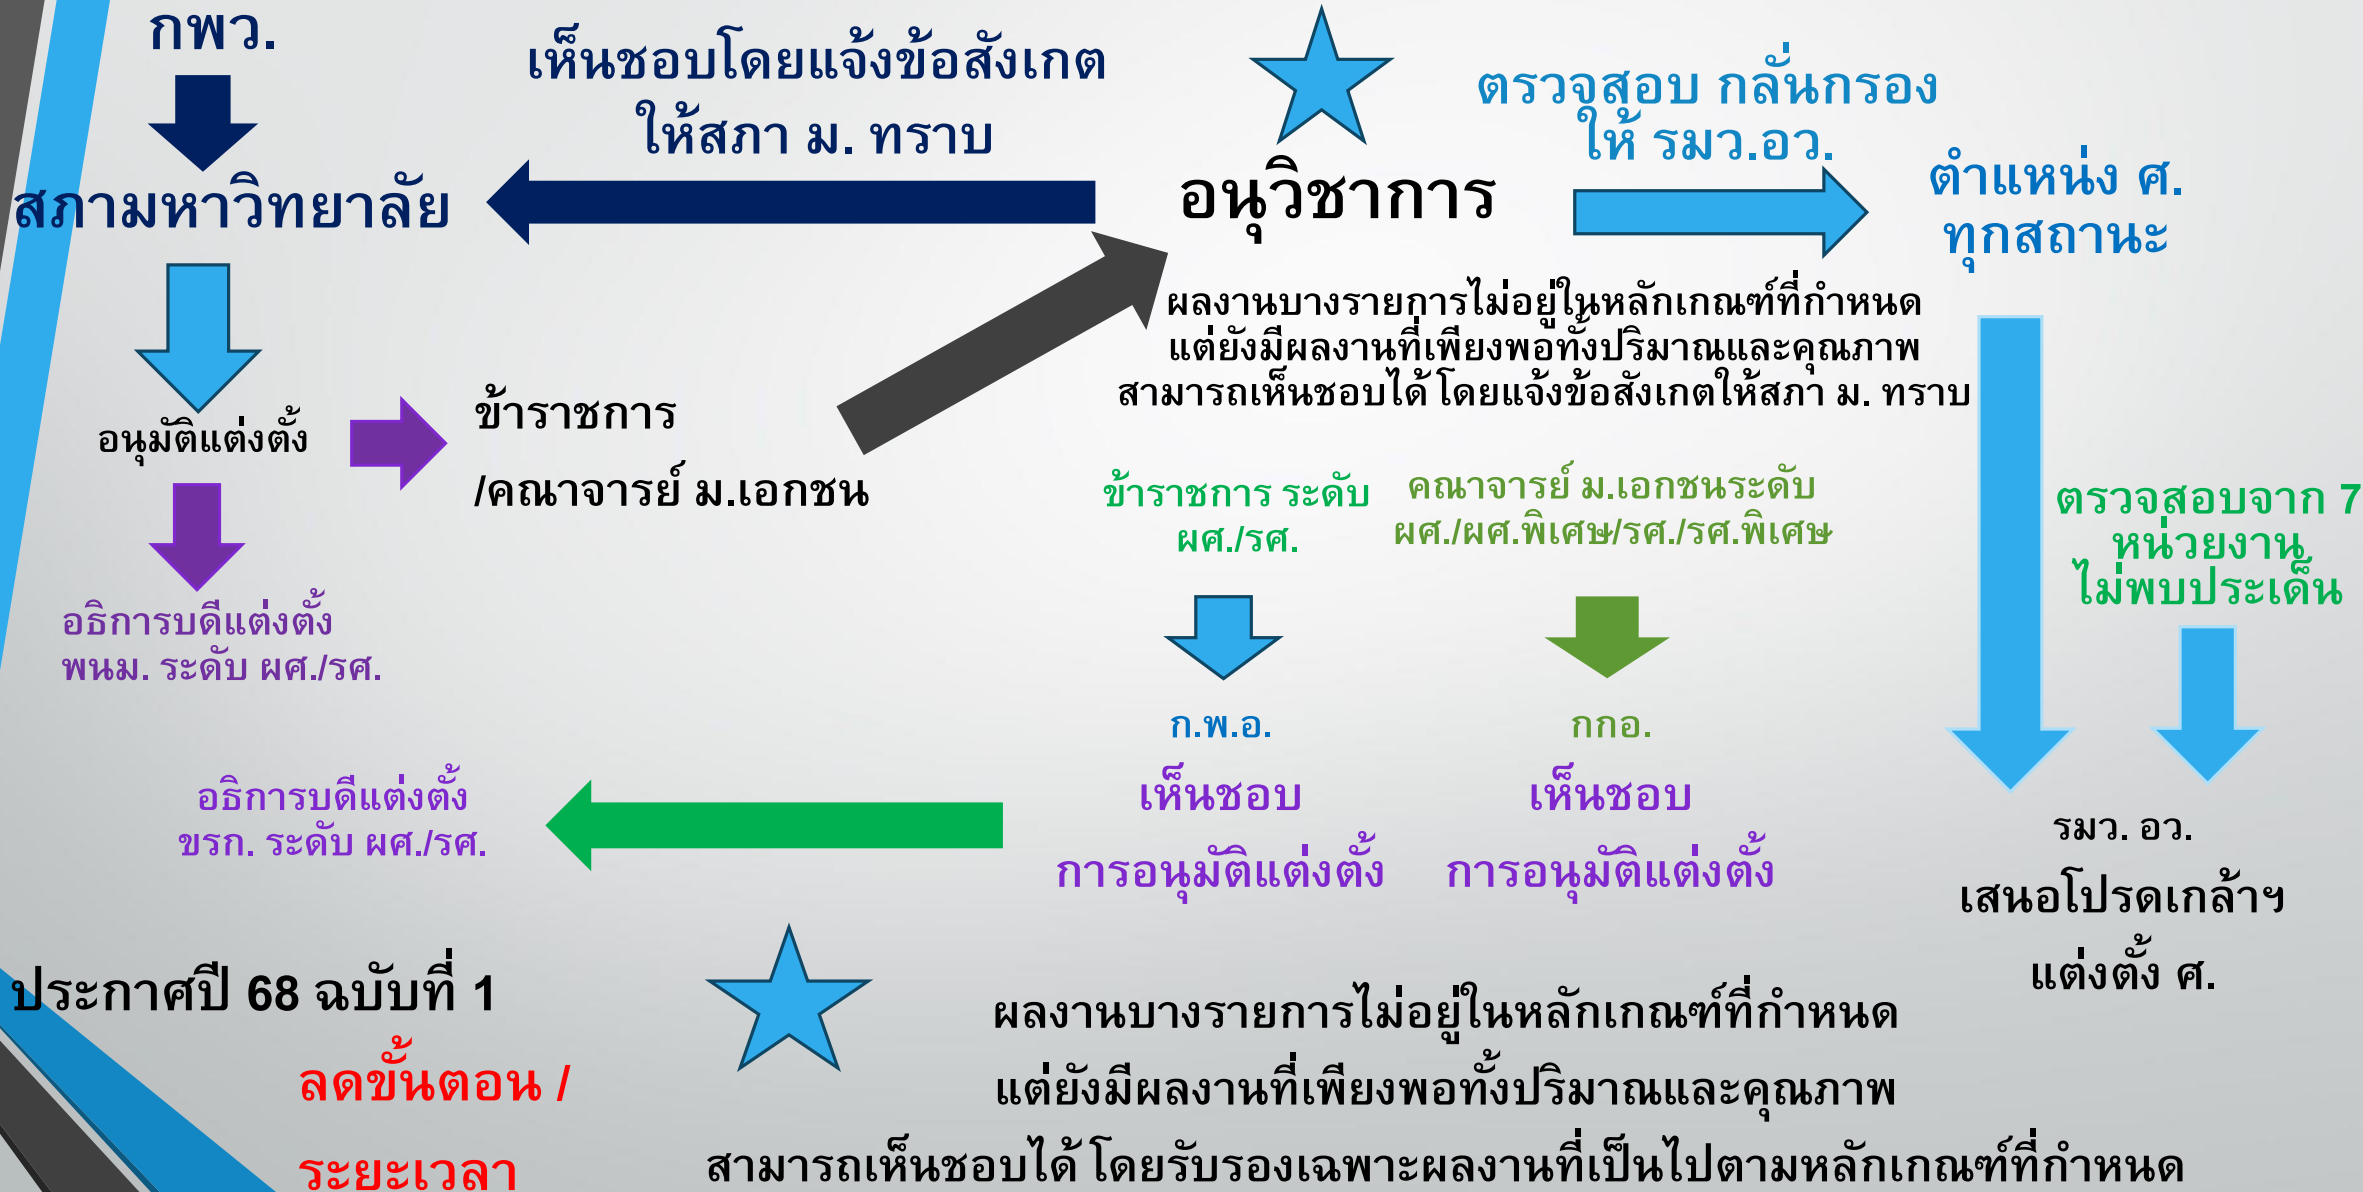 กพว.
สภามหาวิทยาลัย
เห็นชอบโดยแจ้งข้อสังเกต
ให้สภา ม. ทราบ
อนุวิชาการ
ตรวจสอบ กลั่นกรอง
ให้ รมว.อว.
ตำแหน่ง ศ.
ทุกสถานะ
ผลงานบางรายการไม่อยู่ในหลักเกณฑ์ที่กำหนด
แต่ยังมีผลงานที่เพียงพอทั้งปริมาณและคุณภาพ
สามารถเห็นชอบได้ โดยแจ้งข้อสังเกตให้สภา ม. ทราบ
อนุมัติแต่งตั้ง
ข้าราชการ
/คณาจารย์ ม.เอกชน
อธิการบดีแต่งตั้ง
พนม. ระดับ ผศ./รศ.
ข้าราชการ ระดับ
ผศ./รศ.
คณาจารย์ ม.เอกชนระดับ
ผศ./ผศ.พิเศษ/รศ./รศ.พิเศษ
ตรวจสอบจาก 7
หน่วยงาน
ไม่พบประเด็น
ก.พ.อ.
เห็นชอบ
การอนุมัติแต่งตั้ง
กกอ.
เห็นชอบ
การอนุมัติแต่งตั้ง
อธิการบดีแต่งตั้ง
ขรก. ระดับ ผศ./รศ.
รมว. อว.
เสนอโปรดเกล้าฯ
แต่งตั้ง ศ.
ประกาศปี 68 ฉบับที่ 1
ลดขั้นตอน /
ระยะเวลา
ผลงานบางรายการไม่อยู่ในหลักเกณฑ์ที่กำหนด
แต่ยังมีผลงานที่เพียงพอทั้งปริมาณและคุณภาพ
สามารถเห็นชอบได้ โดยรับรองเฉพาะผลงานที่เป็นไปตามหลักเกณฑ์ที่กำหนด